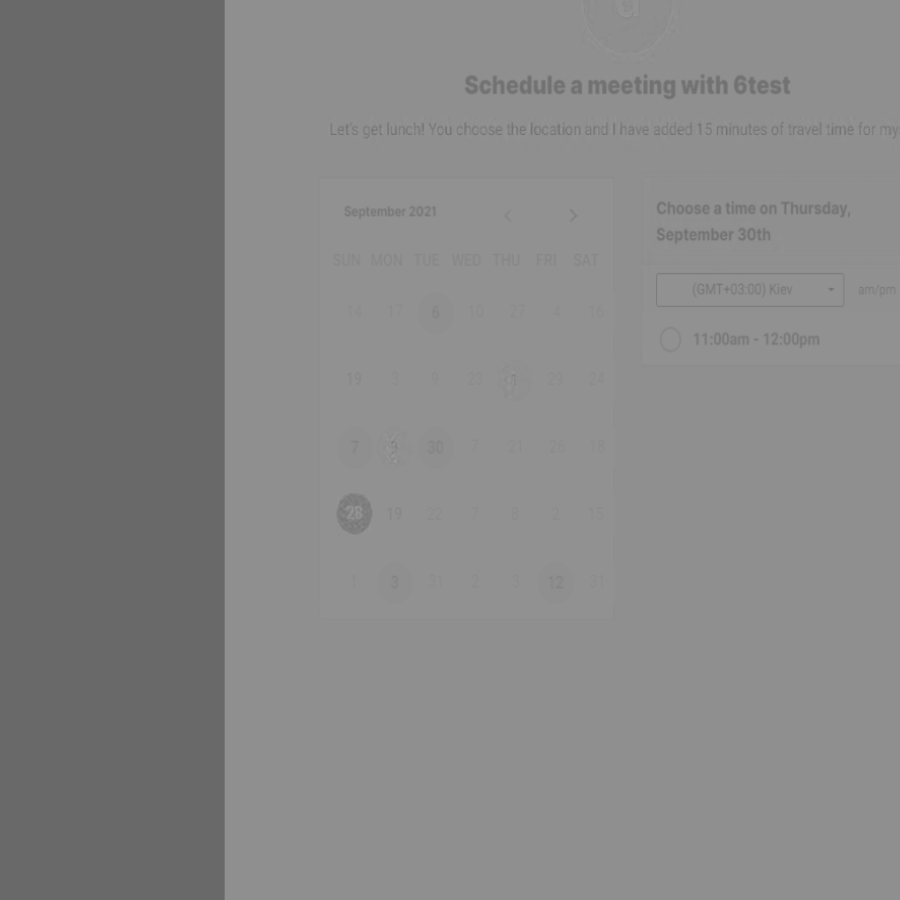 d
Schedule a meeting with 6test
Let's get lunch! You choose the location and I have added 15 minutes of travel time for my
September 2021
SUN MON TUE WED THU FRI SAT
14 17 6 10 27 4 16
19 8 9 23 29 24
7 9 30 7 21 26 18
28 19 22 7 8 2 15
1 3 31 2 3 12 31
Choose a time on Thursday,
September 30th
(GMT+03:00) Kiev am/pm
11:00am - 12:00pm